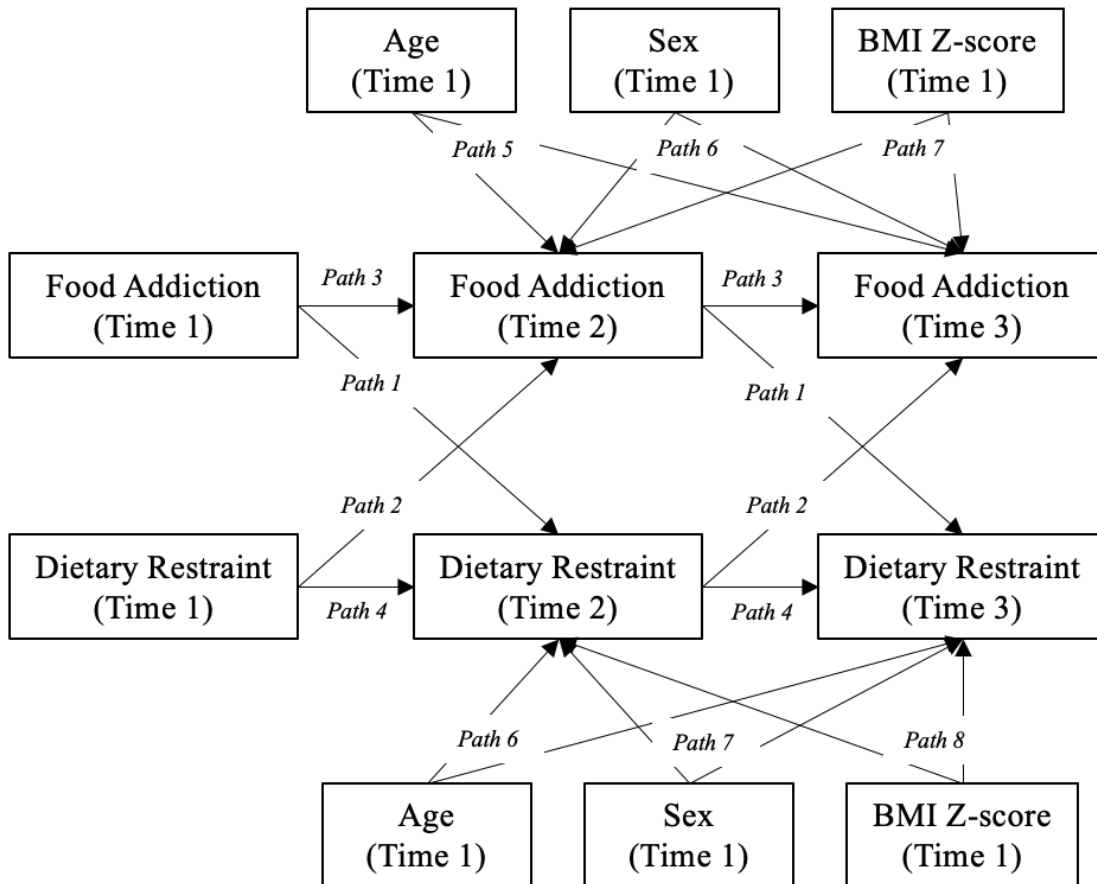 Age
(Time 1)
Sex
(Time 1)
BMI Z-score
(Time 1)
Path 5
Path 6
Path 7
Food Addiction
(Time 1)
Path 3
Food Addiction
(Time 2)
Path 3
Food Addiction
(Time 3)
Path 1
Path 1
Path 2
Path 2
Dietary Restraint
(Time 1)
Path 4
Dietary Restraint
(Time 2)
Path 4
Dietary Restraint
(Time 3)
Path 6
Path 7
Path 8
Age
(Time 1)
Sex
(Time 1)
BMI Z-score
(Time 1)